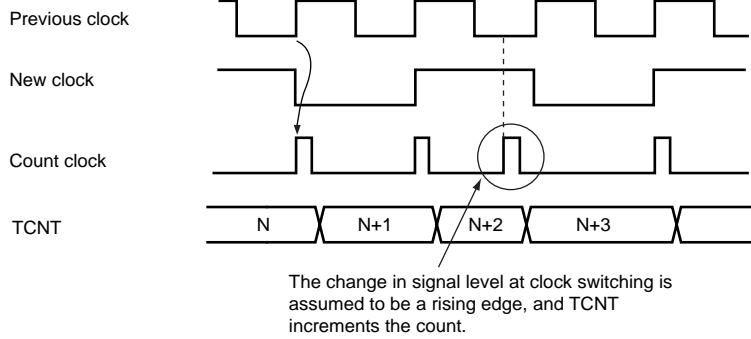 Previous clock
New clock
Count clock
TCNT N N+1 N+2 N+3
The change in signal level at clock switching is
assumed to be a rising edge, and TCNT
increments the count.